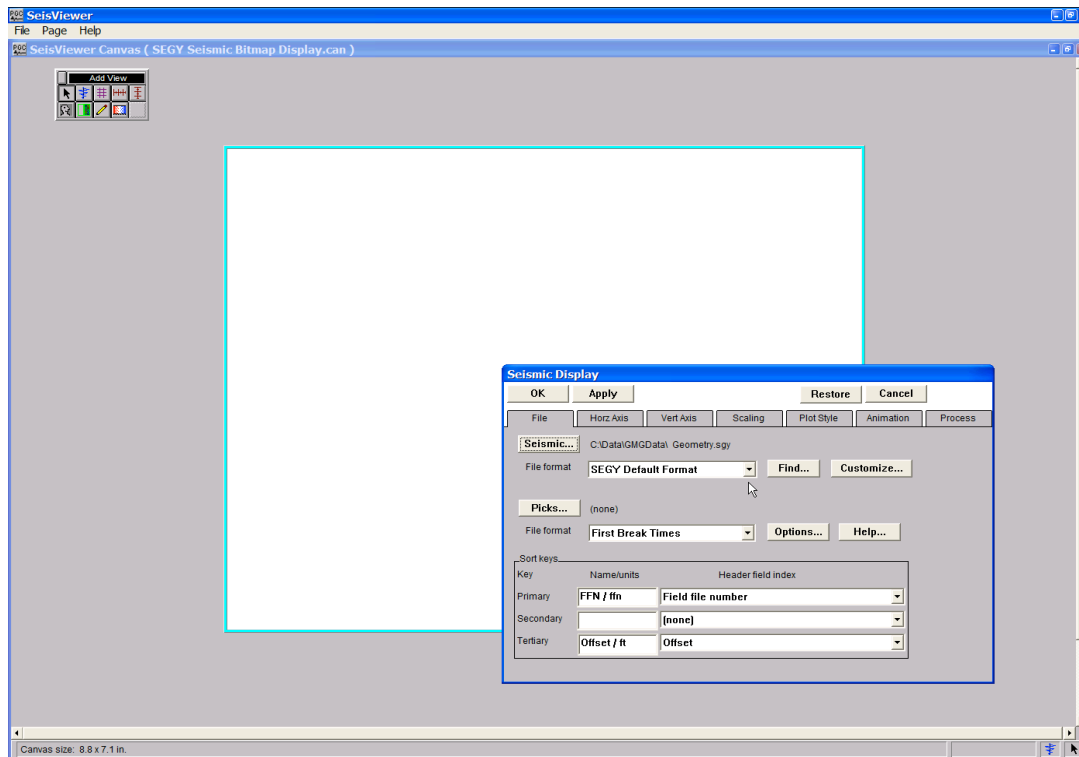 SeisViewer
File Page Help
SeisViewer Canvas ( SEGY Seismic Bitmap Display.can )
Add View
Seismic Display
OK Apply Restore Cancel
File Horz Axis Vert Axis Scaling Plot Style Animation Process
Seismic... C:\Data\GMGData\ Geometry.sgy
File format SEGY Default Format Find... Customize...
Picks... (none)
File format First Break Times Options... Help...
Sort keys
Key Name/units Header field index
Primary FFN / ffn Field file number
Secondary (none)
Tertiary Offset / ft Offset
Canvas size: 8.8 x 7.1 in.